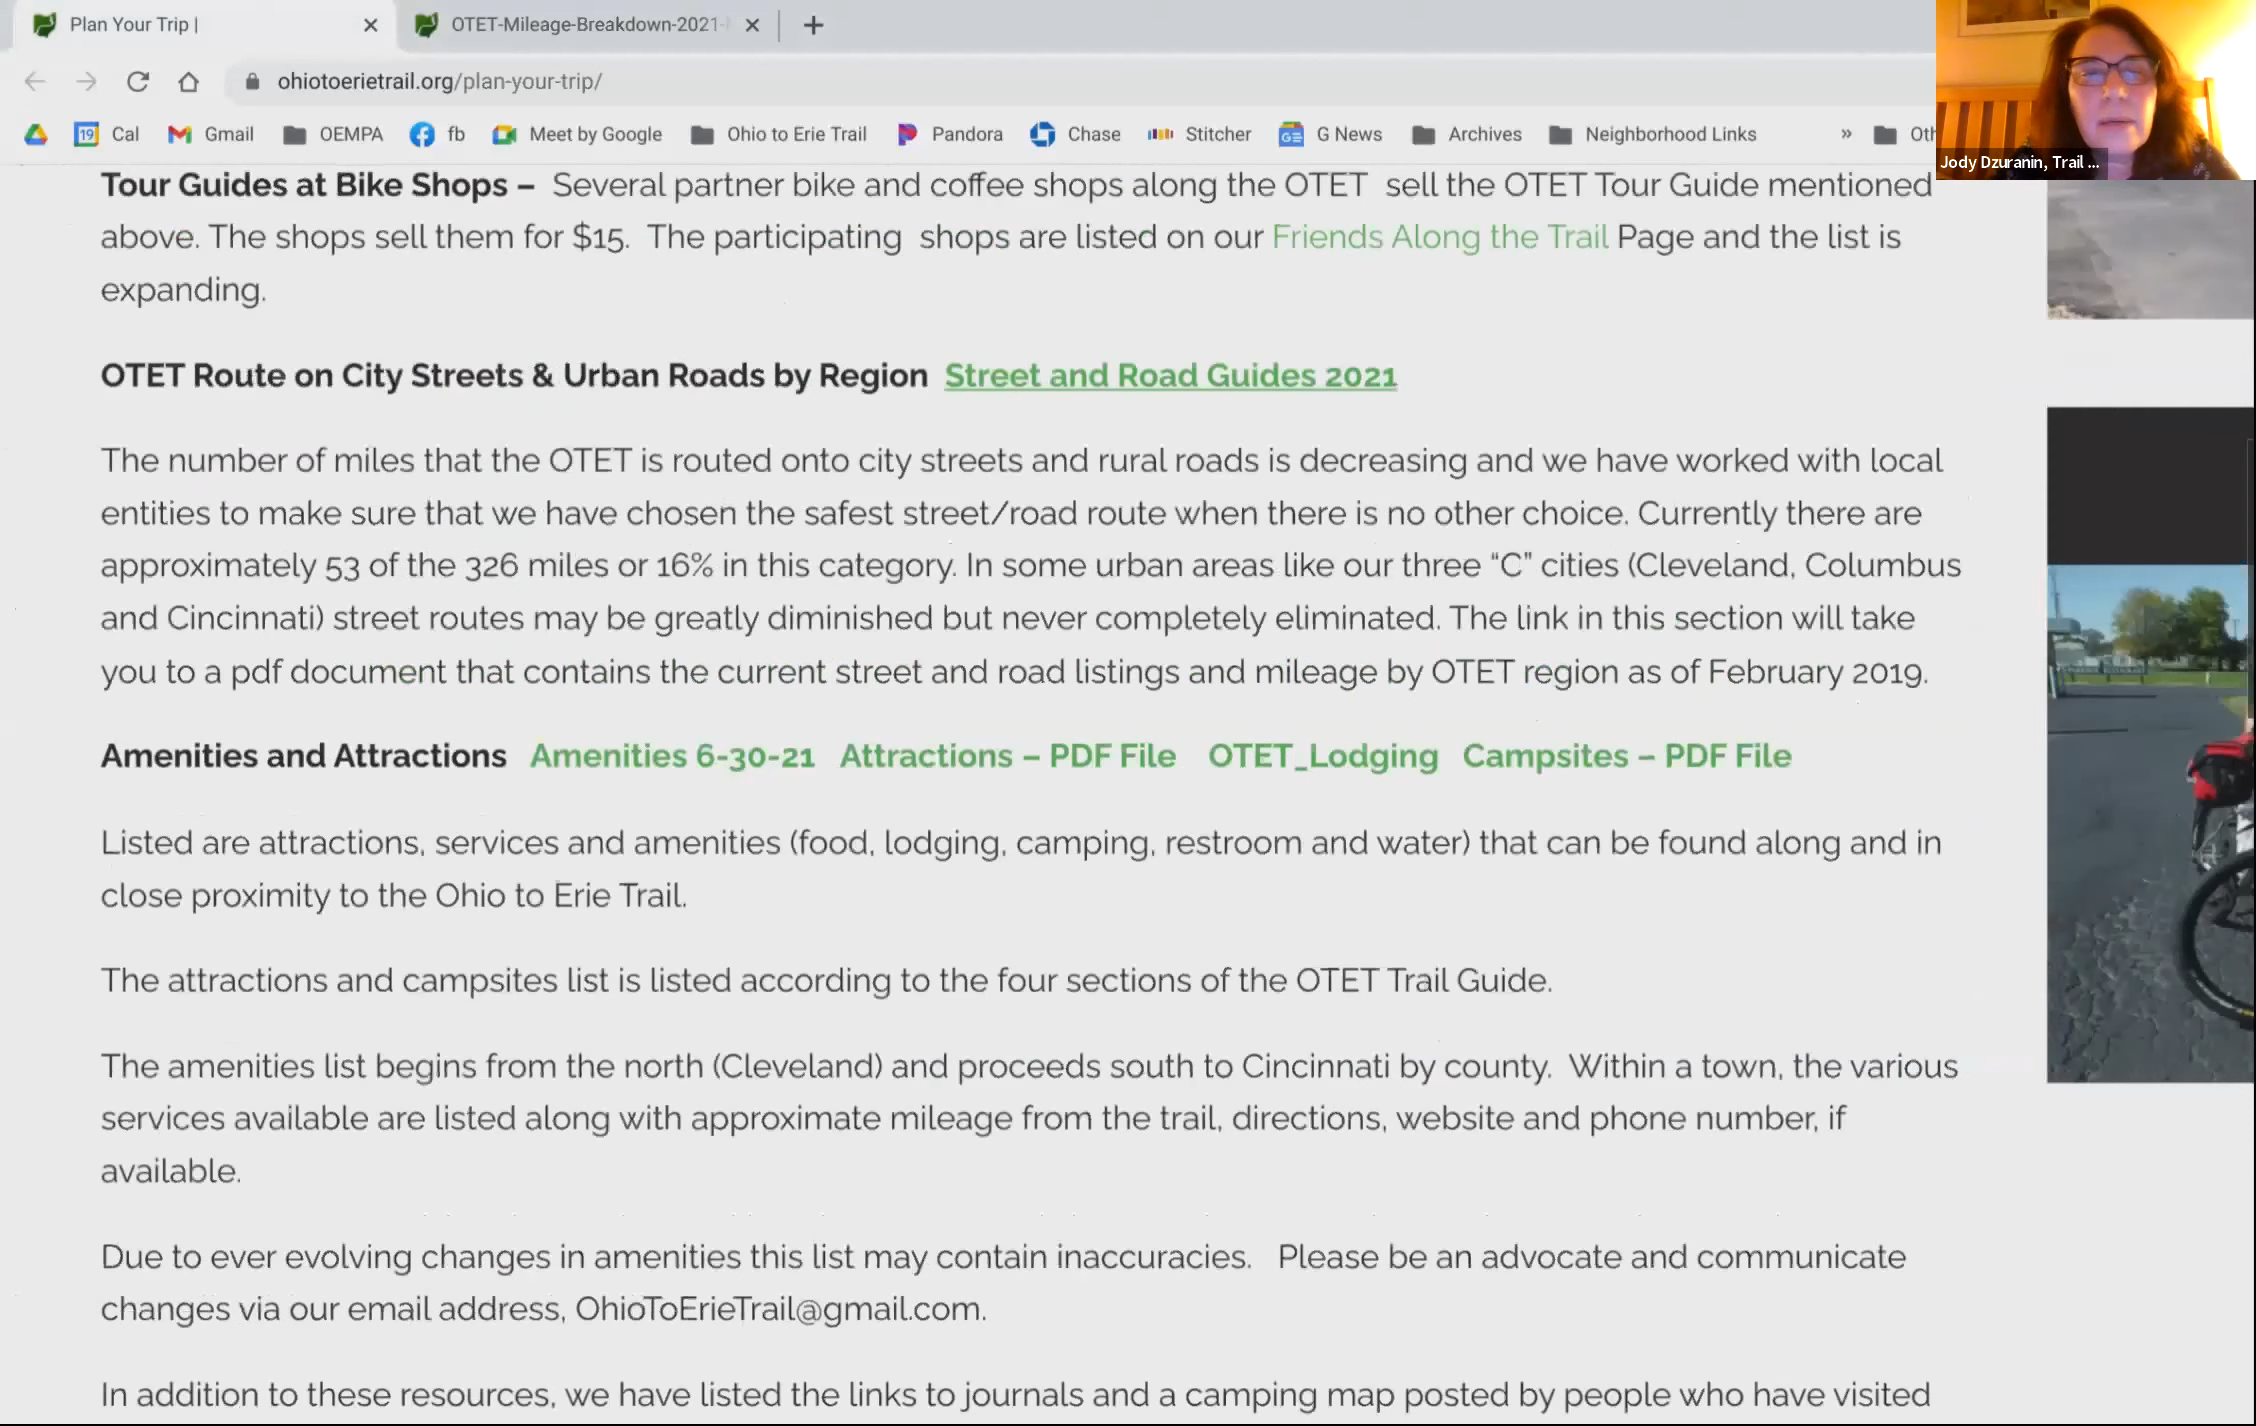 Plan Your Trip |
OTET-Mileage-Breakdown-2021-
ohiotoerietrail.org/plan-your-trip/
19 Cal Gmail OEMPA fb Meet by Google Ohio to Erie Trail Pandora Chase Stitcher GE G News Archives Neighborhood Links » Oth
Jody Dzuranin, Trail ...
Tour Guides at Bike Shops – Several partner bike and coffee shops along the OTET sell the OTET Tour Guide mentioned
above. The shops sell them for $15. The participating shops are listed on our Friends Along the Trail Page and the list is
expanding.
OTET Route on City Streets & Urban Roads by Region Street and Road Guides 2021
The number of miles that the OTET is routed onto city streets and rural roads is decreasing and we have worked with local
entities to make sure that we have chosen the safest street/road route when there is no other choice. Currently there are
approximately 53 of the 326 miles or 16% in this category. In some urban areas like our three “C” cities (Cleveland, Columbus
and Cincinnati) street routes may be greatly diminished but never completely eliminated. The link in this section will take
you to a pdf document that contains the current street and road listings and mileage by OTET region as of February 2019.
Amenities and Attractions Amenities 6-30-21 Attractions – PDF File OTET_Lodging Campsites – PDF File
Listed are attractions, services and amenities (food, lodging, camping, restroom and water) that can be found along and in
close proximity to the Ohio to Erie Trail.
The attractions and campsites list is listed according to the four sections of the OTET Trail Guide.
The amenities list begins from the north (Cleveland) and proceeds south to Cincinnati by county. Within a town, the various
services available are listed along with approximate mileage from the trail, directions, website and phone number, if
available.
Due to ever evolving changes in amenities this list may contain inaccuracies. Please be an advocate and communicate
changes via our email address, OhioToErieTrail@gmail.com.
In addition to these resources, we have listed the links to journals and a camping map posted by people who have visited